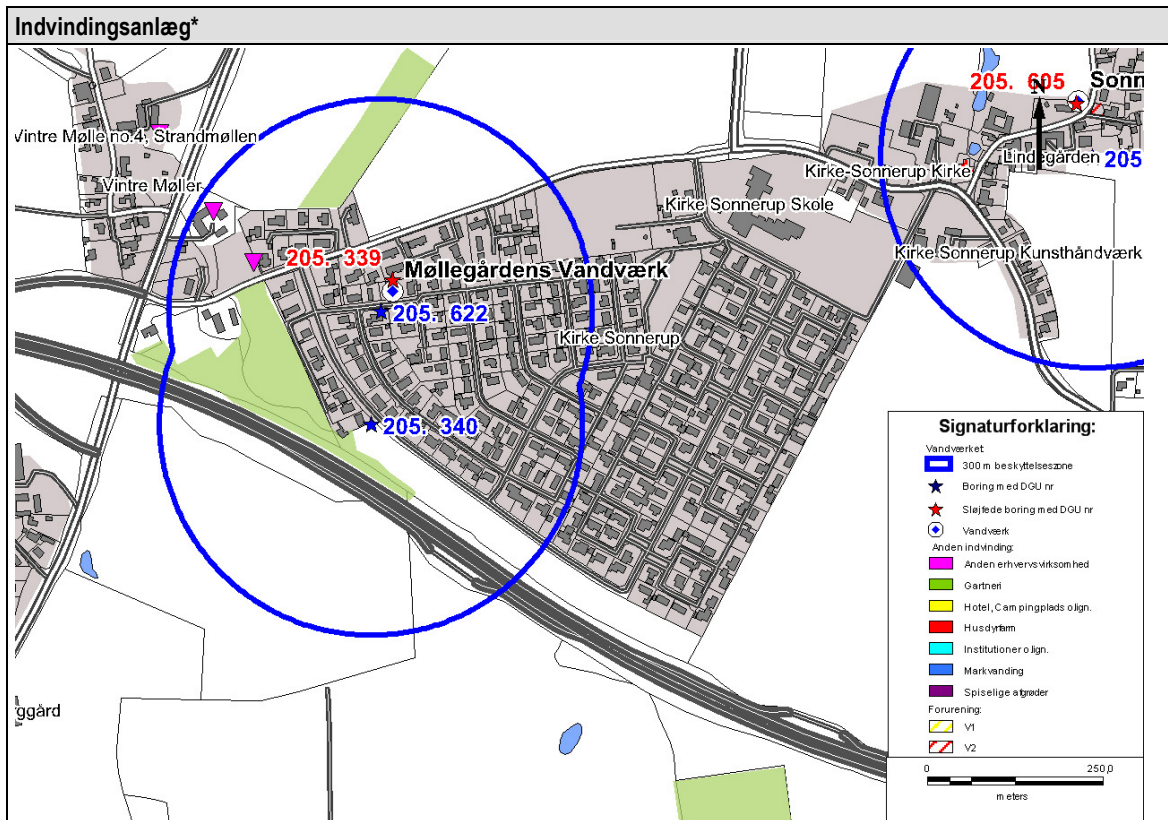 Indvindingsanlæg*
205. 605
Sonn
N
Vintre Mølle no.4, Strandmøllen
Lindegården
205
Kirke-Sonnerup Kirke
Vintre Møller
Kirke Sonnerup Skole
Kirke Sonnerup Kunsthåndværk
205. 339
Møllegårdens Vandværk
205. 622
Kirke Sonnerup
205. 340
ggård
Signaturforklaring:
Vandværket
300 m beskyttelseszone
Boring med DGU nr
Sløjfede boring med DGU nr
Vandværk
Anden indvinding:
Anden erhvervsvirksomhed
Gartneri
Hotel, Campingplads o.lign.
Husdyrfarm
Institutioner o.lign.
Markvanding
Spiselige afgrøder
Forurening:
V1
V2
0 250,0
meters